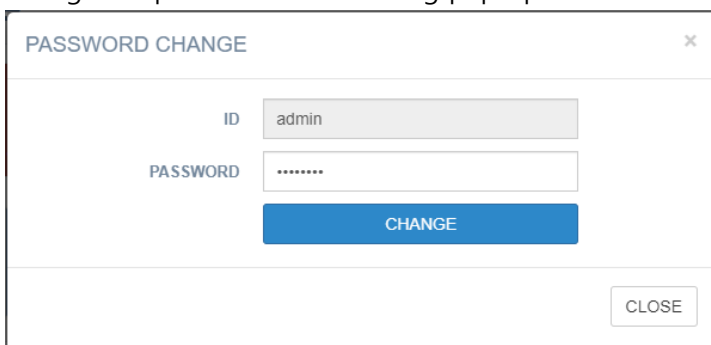 PASSWORD CHANGE ×
ID admin
PASSWORD ••••••••
CHANGE
CLOSE